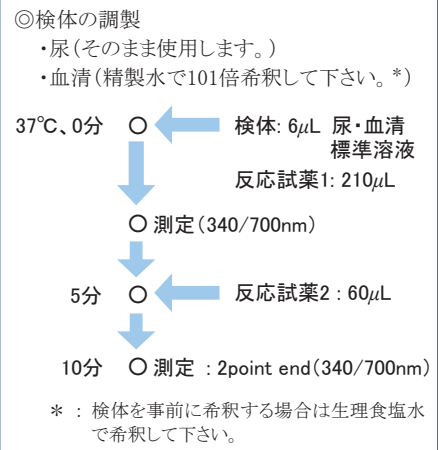 ◎検体の調製
・尿(そのまま使用します。)
・血清(精製水で101倍希釈して下さい。*)
37℃、0分 ○ 検体: 6μL 尿・血清
標準溶液
反応試薬1: 210μL
○ 測定(340/700nm)
5分 ○ 反応試薬2 : 60μL
10分 ○ 測定 : 2point end(340/700nm)
* : 検体を事前に希釈する場合は生理食塩水
で希釈して下さい。